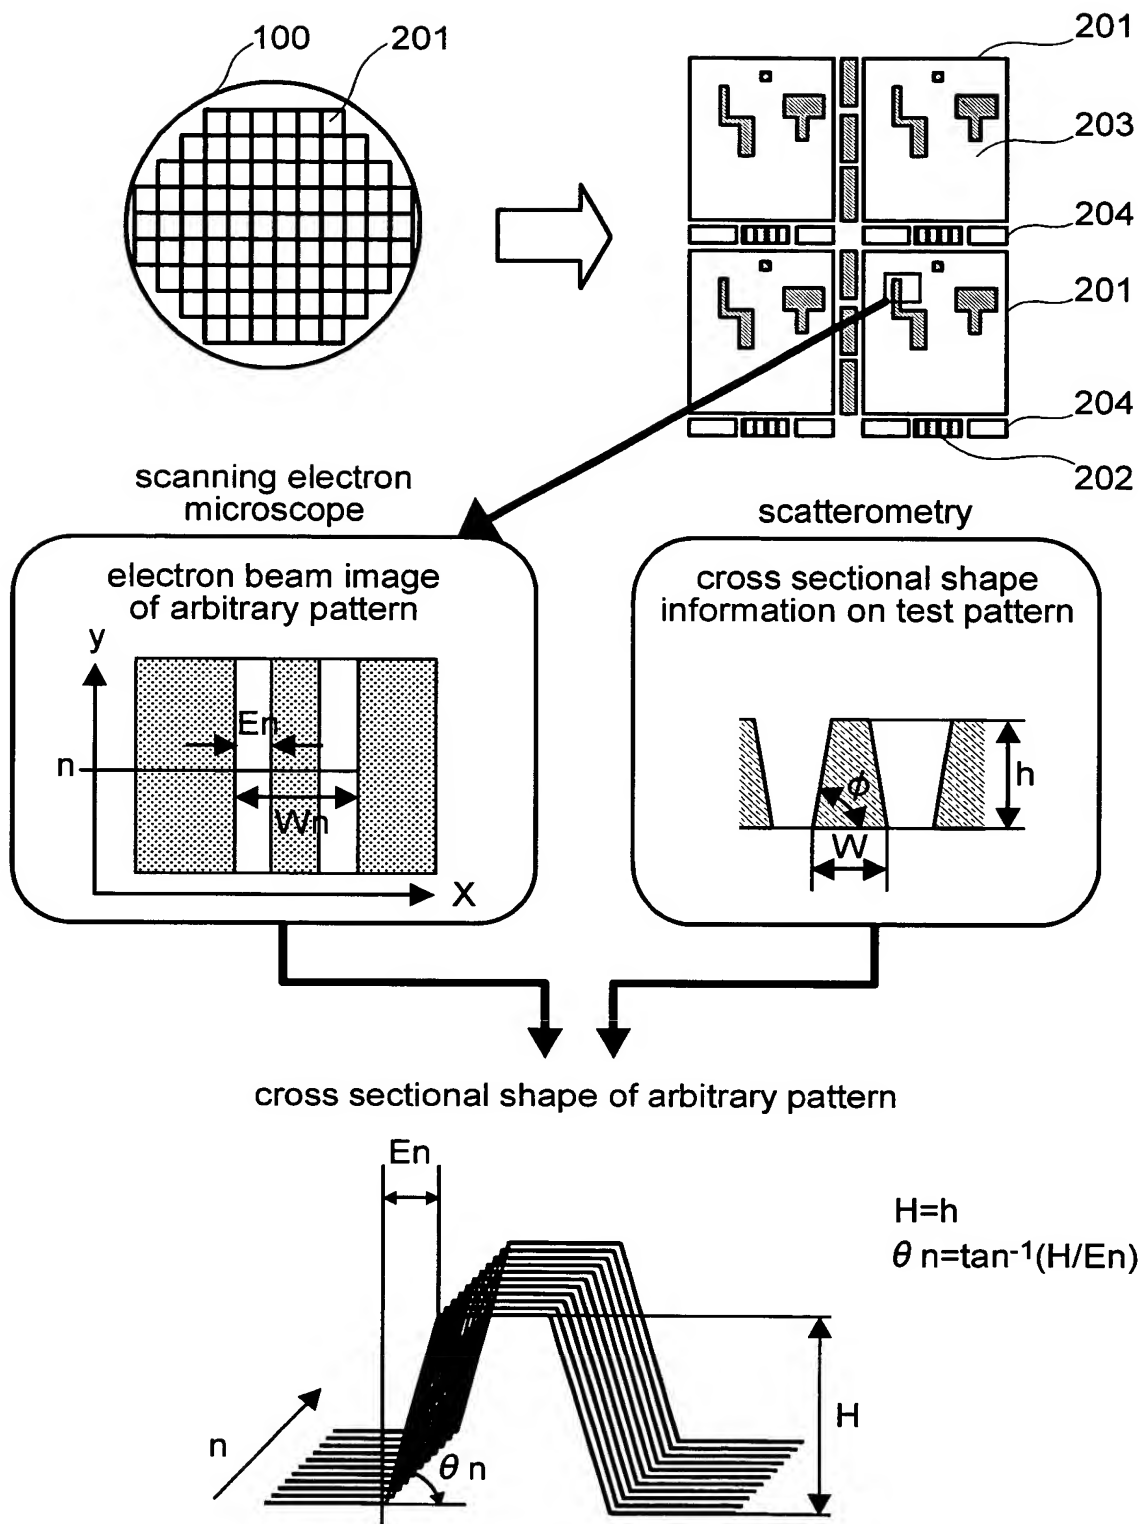 100
201
201
203
204
201
204
202
scanning electron
microscope
scatterometry
electron beam image
of arbitrary pattern
cross sectional shape
information on test pattern
y
En
n
Wn
X
h
ϕ
W
cross sectional shape of arbitrary pattern
En
H=h
θ n=tan⁻¹(H/En)
H
n
θ n